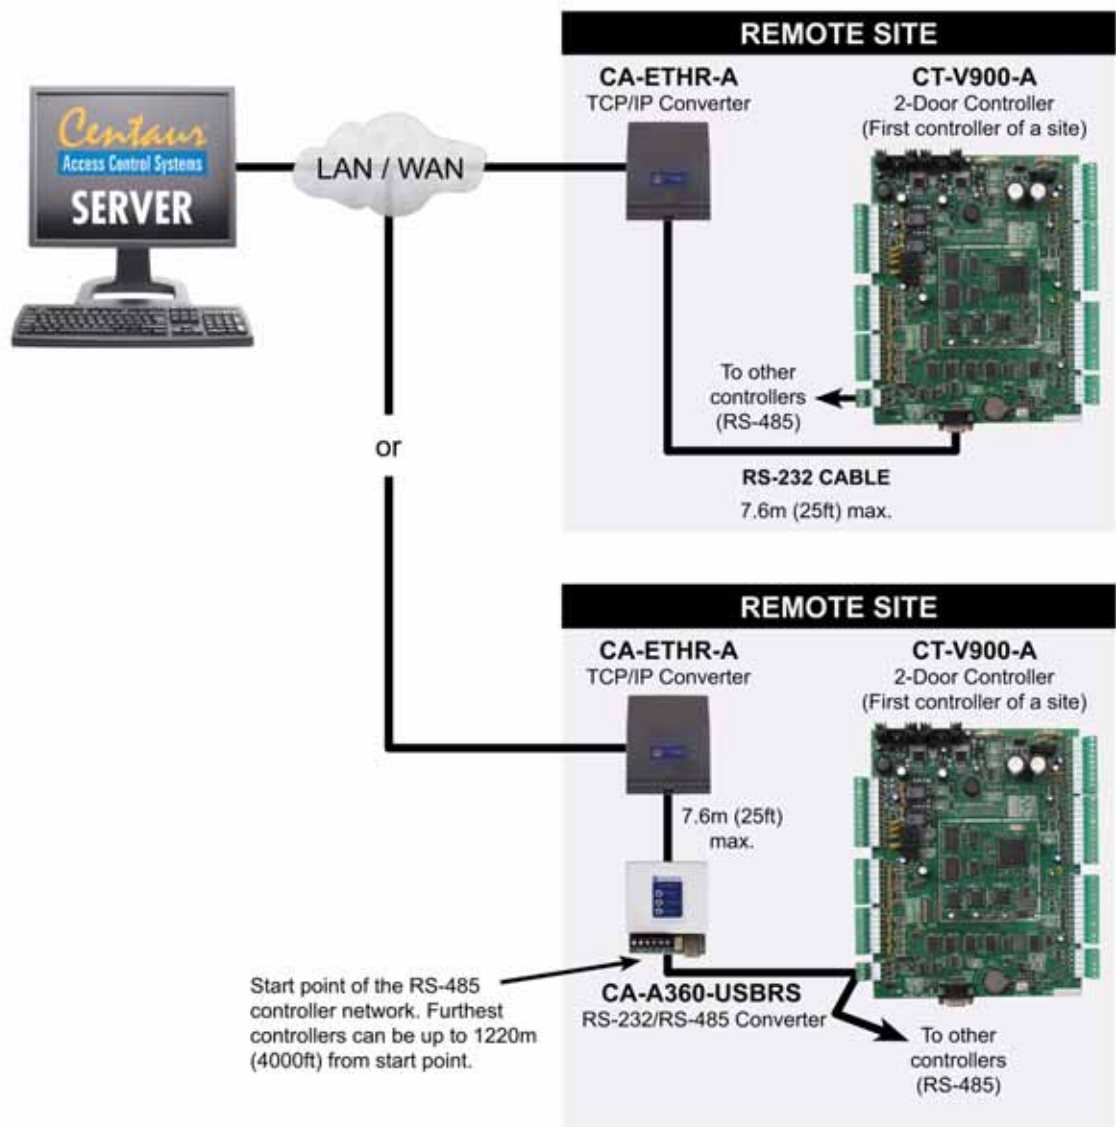 REMOTE SITE
CA-ETHR-A
TCP/IP Converter
CT-V900-A
2-Door Controller
(First controller of a site)
Centaur
Access Control Systems
SERVER
LAN / WAN
To other
controllers
(RS-485)
RS-232 CABLE
7.6m (25ft) max.
or
REMOTE SITE
CA-ETHR-A
TCP/IP Converter
CT-V900-A
2-Door Controller
(First controller of a site)
7.6m (25ft)
max.
Start point of the RS-485
controller network. Furthest
controllers can be up to 1220m
(4000ft) from start point.
CA-A360-USBRS
RS-232/RS-485 Converter
To other
controllers
(RS-485)